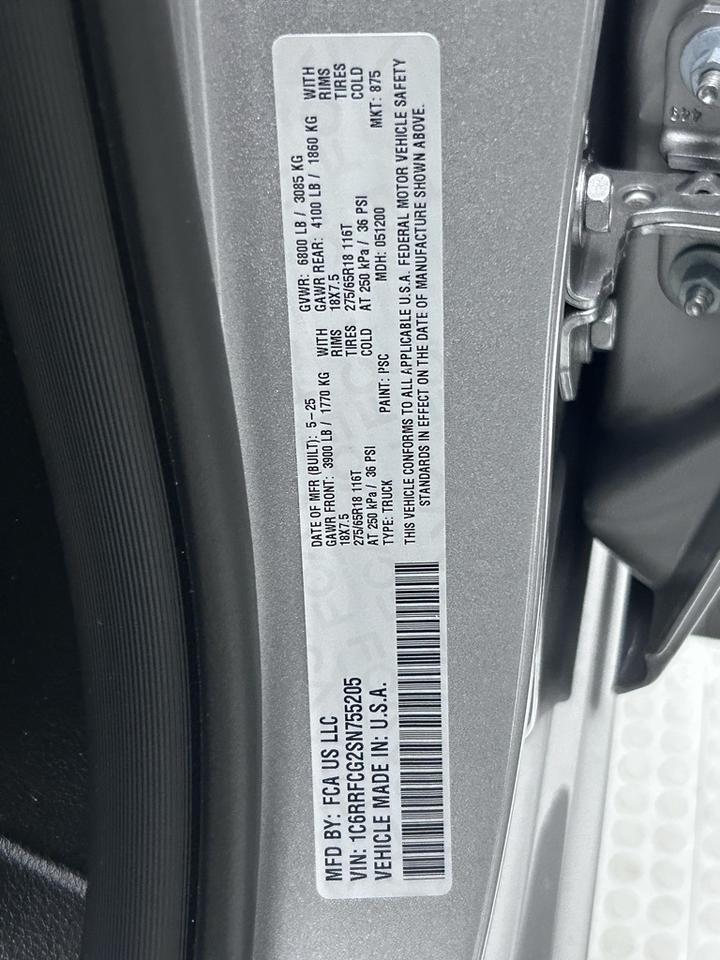 MFD BY: FCA US LLC
VIN: 1C6RRFCG2SN755205
VEHICLE MADE IN: U.S.A.
DATE OF MFR (BUILT): 5-25
GAWR FRONT: 3900 LB / 1770 KG WITH
18X7.5 RIMS
275/65R18 116T TIRES
AT 250 kPa / 36 PSI COLD
TYPE: TRUCK PAINT: PSC
GVWR: 6800 LB / 3085 KG
GAWR REAR: 4100 LB / 1860 KG WITH
18X7.5 RIMS
275/65R18 116T TIRES
AT 250 kPa / 36 PSI COLD
MDH: 051200 MKT: 875
THIS VEHICLE CONFORMS TO ALL APPLICABLE U.S.A. FEDERAL MOTOR VEHICLE SAFETY
STANDARDS IN EFFECT ON THE DATE OF MANUFACTURE SHOWN ABOVE.